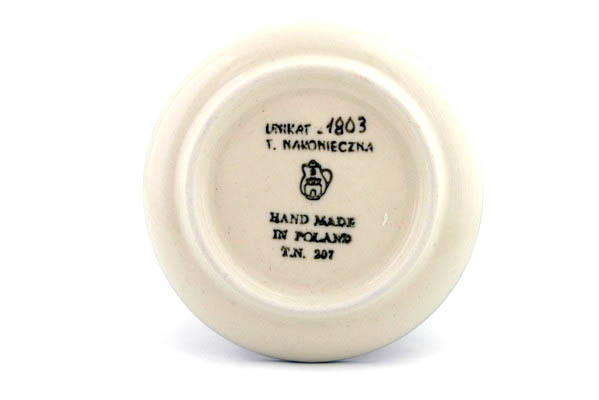 UNIKAT - 1803
T. NAKONIECZNA
HAND MADE
IN POLAND
T.N. 207